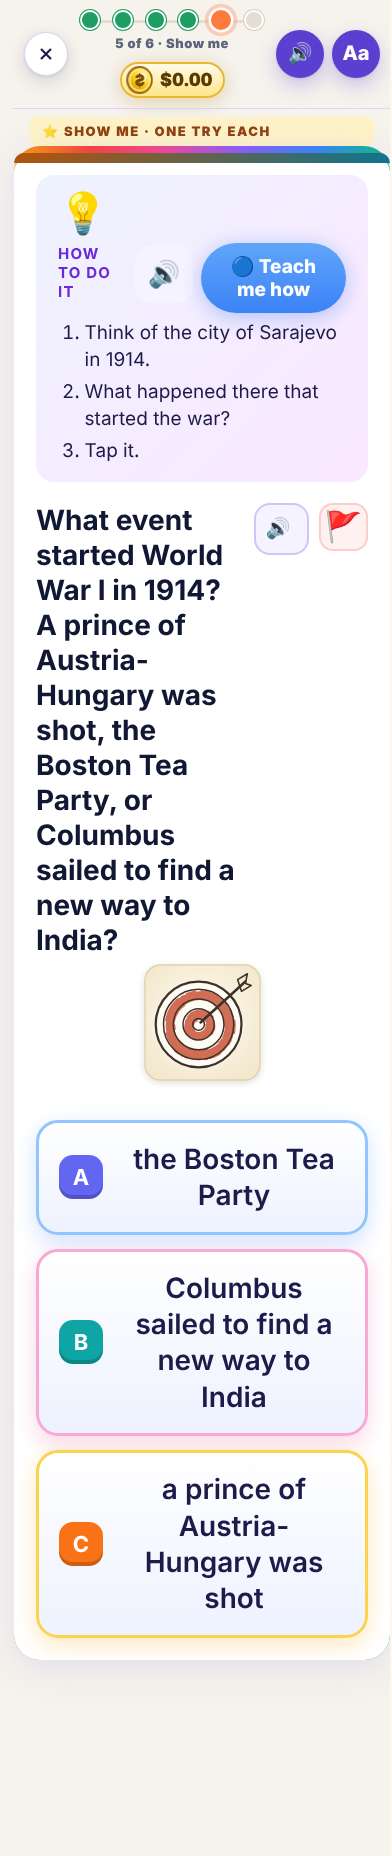 5 of 6 · Show me
Aa
$0.00
SHOW ME · ONE TRY EACH
HOW
TO DO
IT
Teach
me how
1. Think of the city of Sarajevo
in 1914.
2. What happened there that
started the war?
3. Tap it.
What event
started World
War I in 1914?
A prince of
Austria-
Hungary was
shot, the
Boston Tea
Party, or
Columbus
sailed to find a
new way to
India?
A
the Boston Tea
Party
B
Columbus
sailed to find a
new way to
India
C
a prince of
Austria-
Hungary was
shot